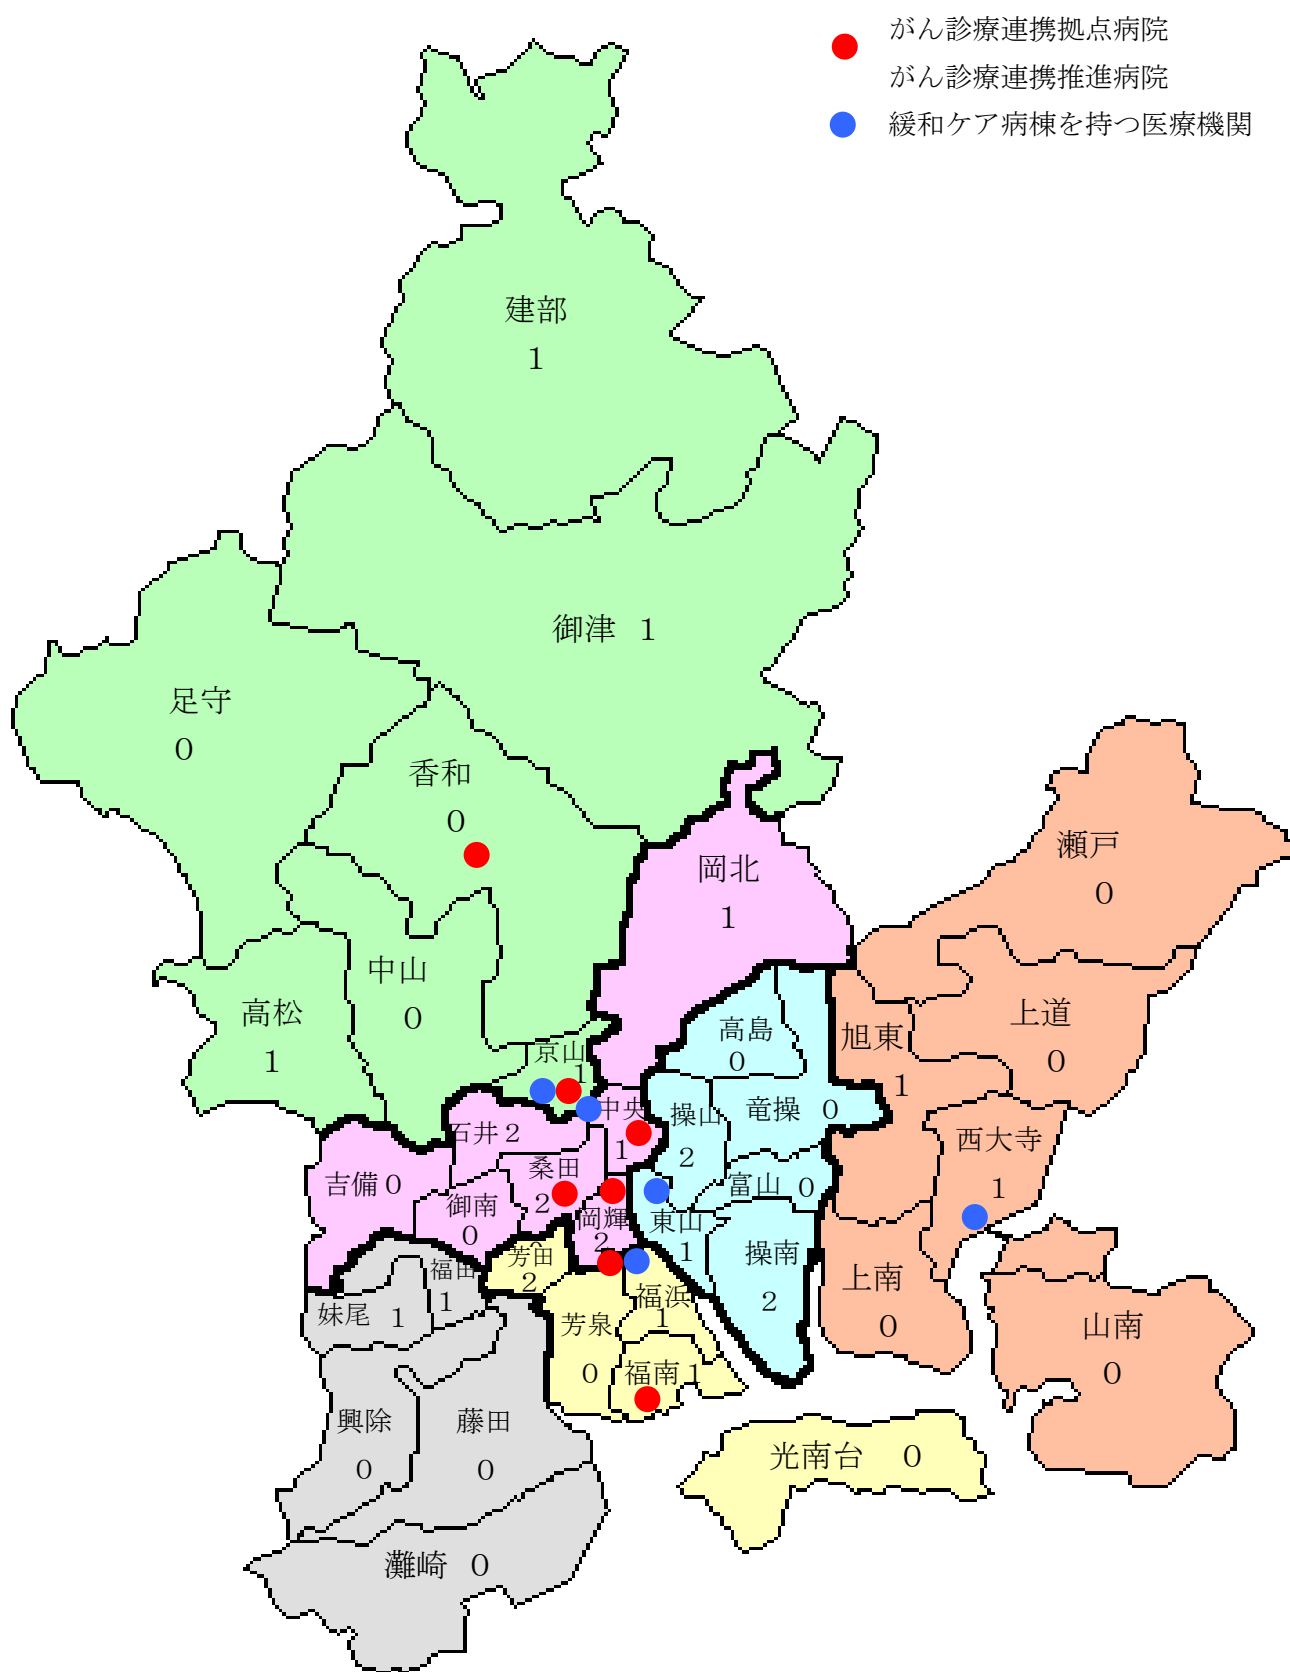 がん診療連携拠点病院
がん診療連携推進病院
緩和ケア病棟を持つ医療機関
建部
１
御津 １
足守
０
香和
０
瀬戸
０
岡北
１
中山
０
高松
１
上道
０
旭東
１
高島
０
京山
１
中央
１
操山
２
竜操 ０
石井２
西大寺
１
桑田
２
吉備０
富山 ０
御南
０
岡輝
２
東山
１
操南
２
芳田
２
福田
１
上南
０
福浜
１
妹尾 １
芳泉
０
山南
０
福南１
興除
０
藤田
０
光南台 ０
灘崎 ０